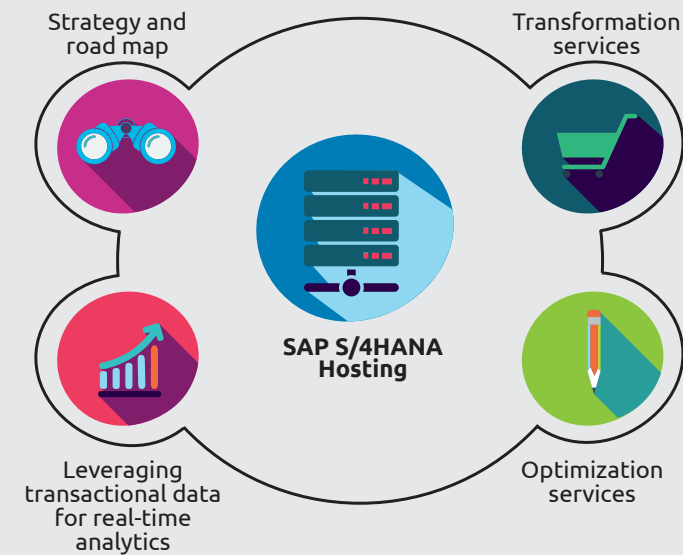 Strategy and
road map
Transformation
services
SAP S/4HANA
Hosting
Leveraging
transactional data
for real-time
analytics
Optimization
services